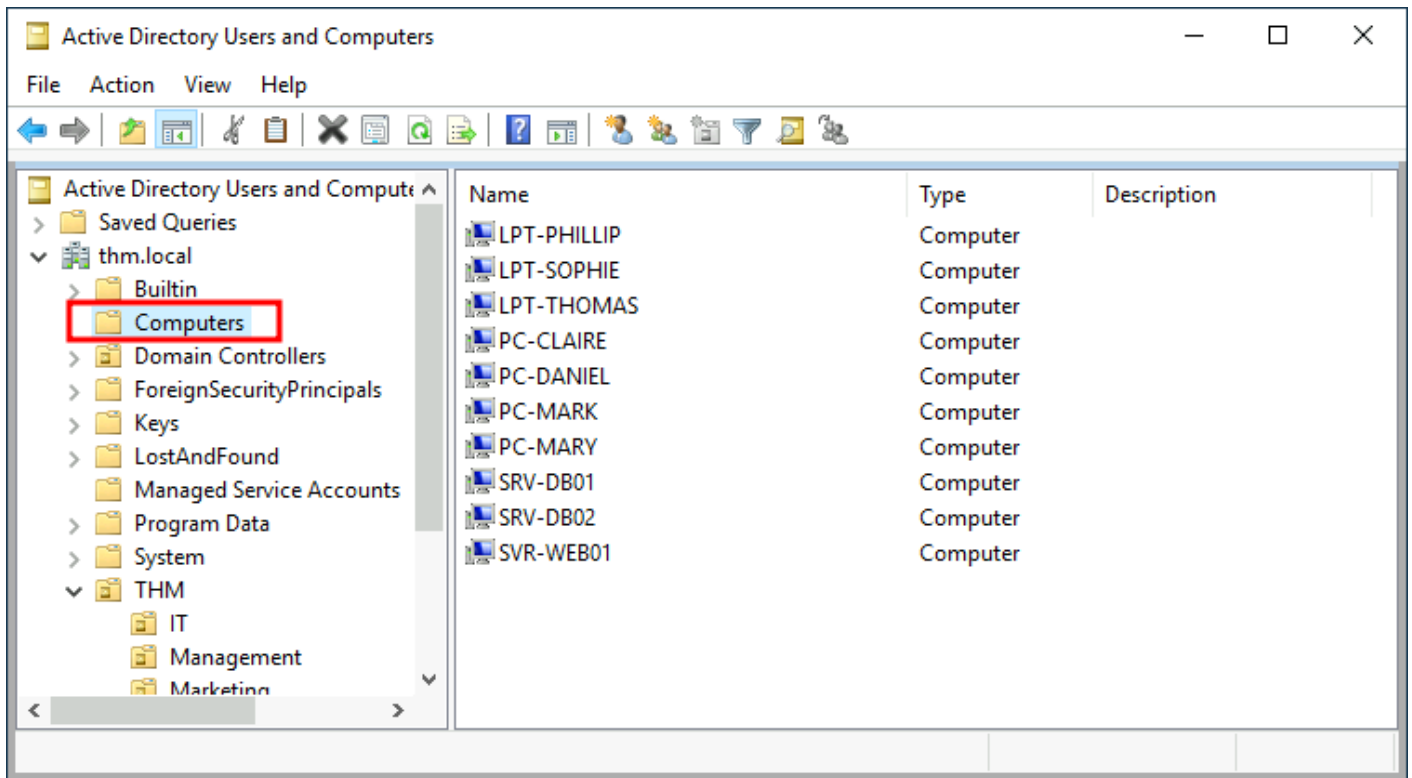 Active Directory Users and Computers
File Action View Help
Active Directory Users and Compute
Saved Queries
thm.local
Builtin
Computers
Domain Controllers
ForeignSecurityPrincipals
Keys
LostAndFound
Managed Service Accounts
Program Data
System
THM
IT
Management
Marketing
Name Type Description
LPT-PHILLIP Computer
LPT-SOPHIE Computer
LPT-THOMAS Computer
PC-CLAIRE Computer
PC-DANIEL Computer
PC-MARK Computer
PC-MARY Computer
SRV-DB01 Computer
SRV-DB02 Computer
SVR-WEB01 Computer